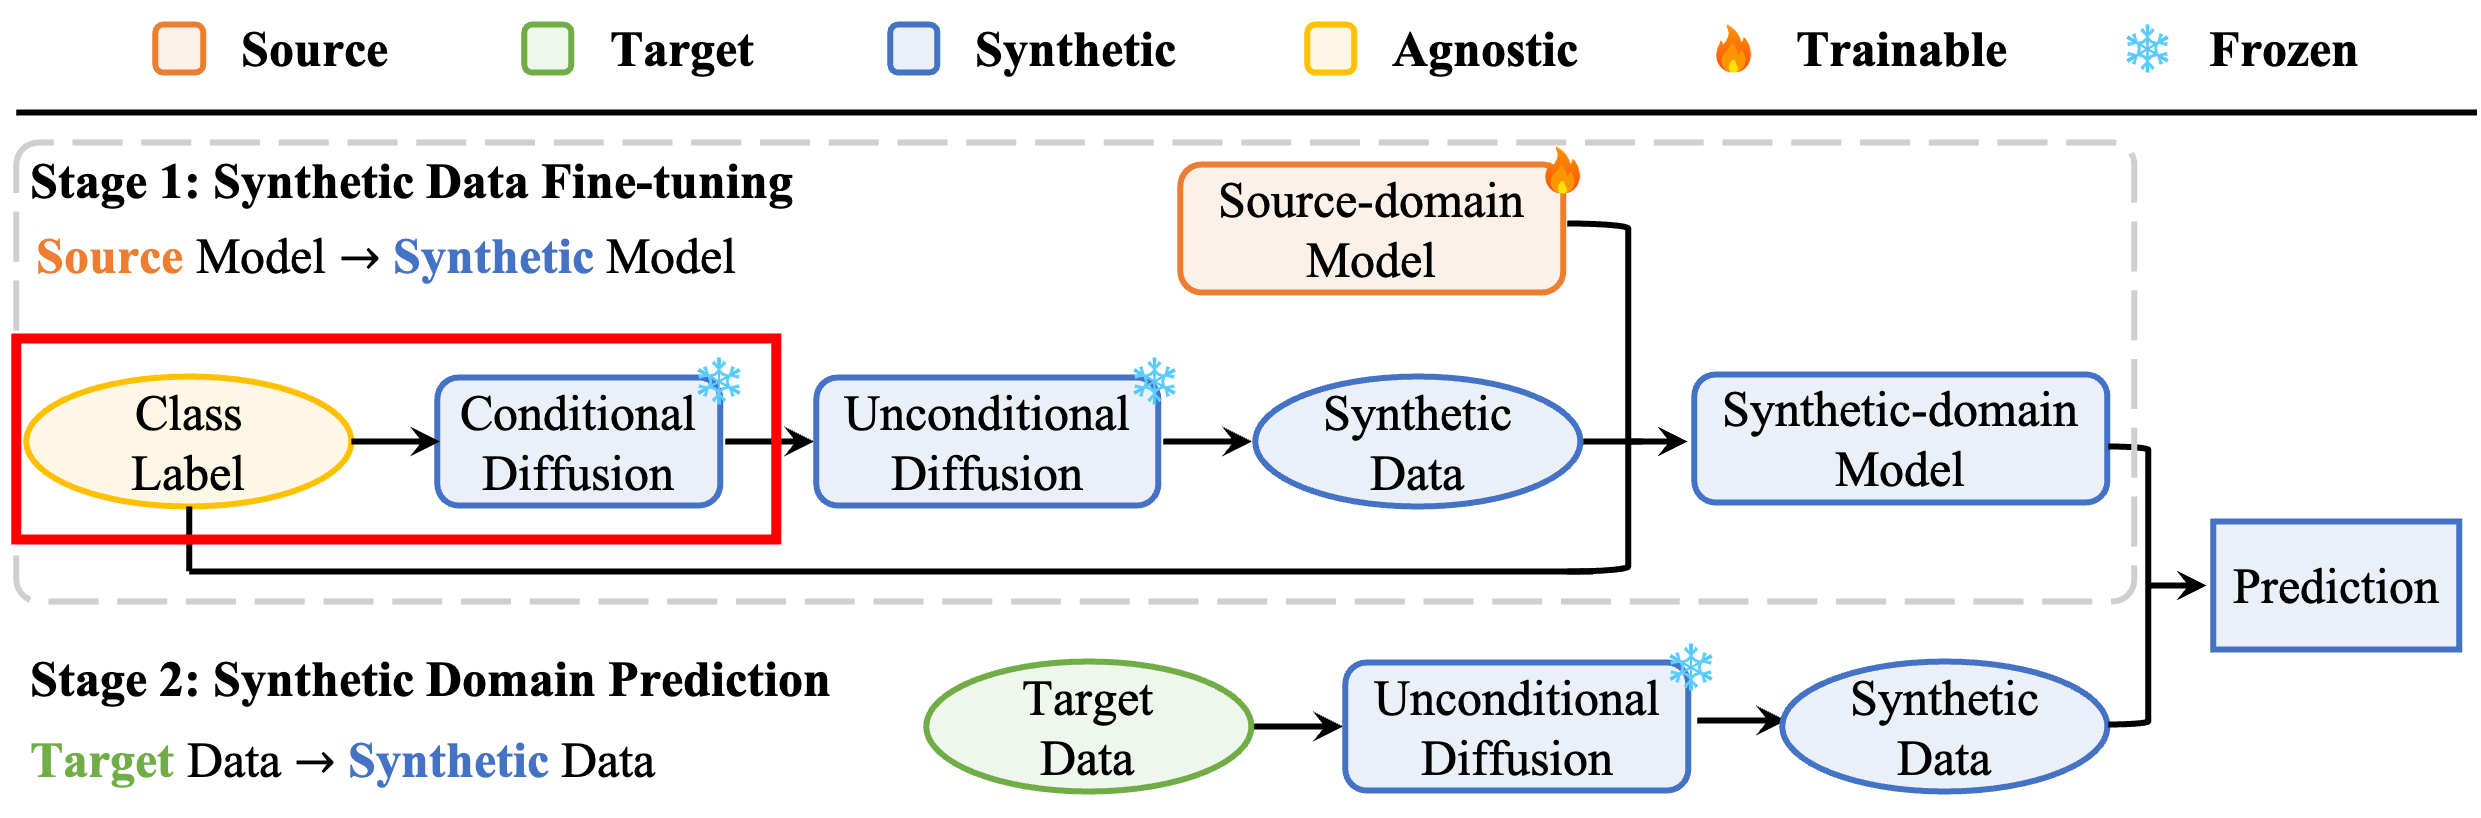 Source Target Synthetic Agnostic Trainable Frozen
Stage 1: Synthetic Data Fine-tuning
Source Model → Synthetic Model
Source-domain
Model
Class
Label
Conditional
Diffusion
Unconditional
Diffusion
Synthetic
Data
Synthetic-domain
Model
Prediction
Stage 2: Synthetic Domain Prediction
Target Data → Synthetic Data
Target
Data
Unconditional
Diffusion
Synthetic
Data